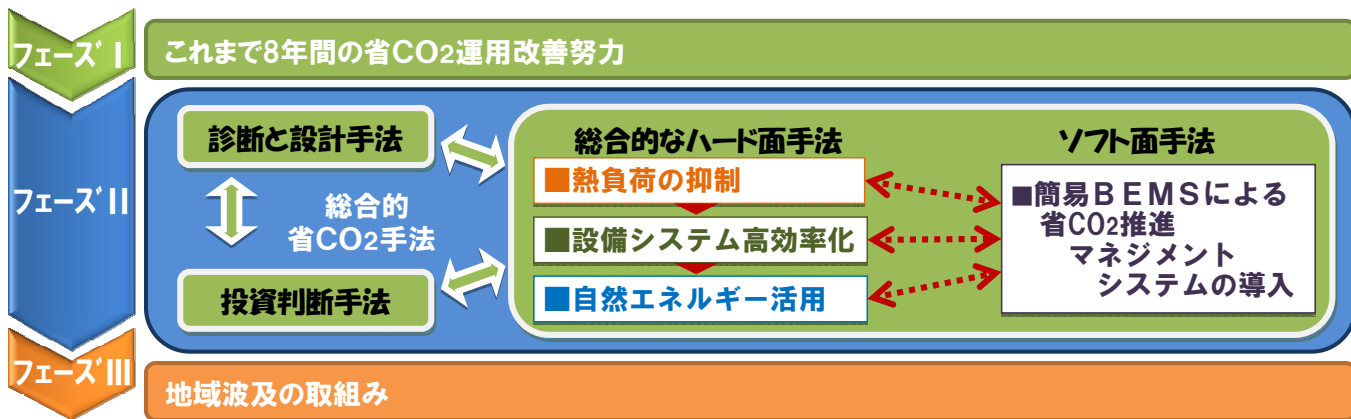 フェーズⅠ
これまで8年間の省CO2運用改善努力
フェーズⅡ
診断と設計手法
総合的
省CO2手法
投資判断手法
総合的なハード面手法
■熱負荷の抑制
■設備システム高効率化
■自然エネルギー活用
ソフト面手法
■簡易BEMSによる
省CO2推進
マネジメント
システムの導入
フェーズⅢ
地域波及の取組み